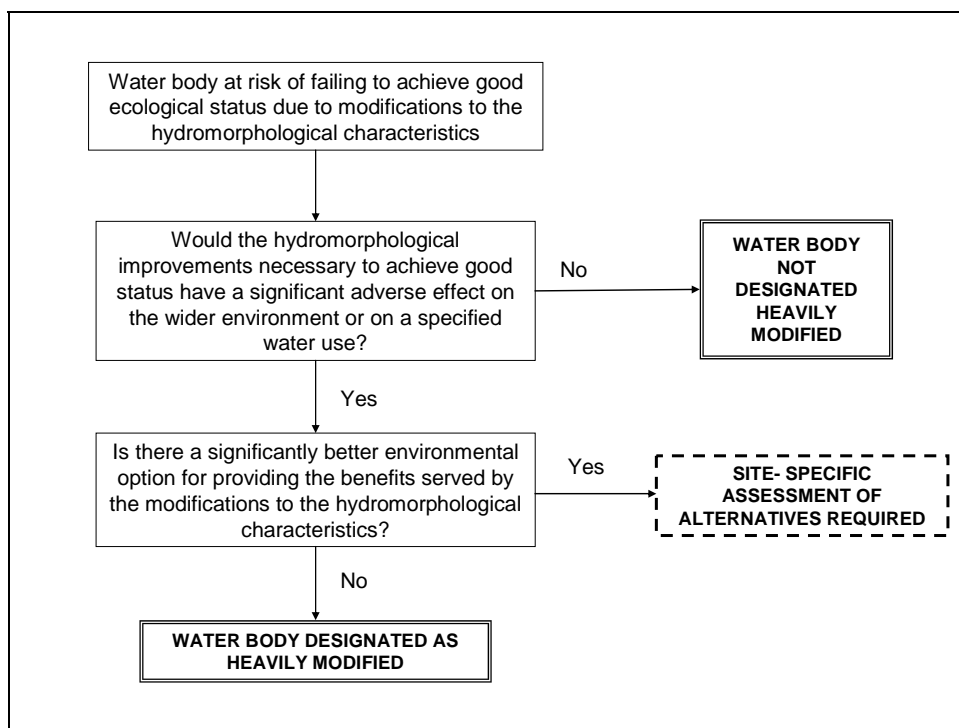 Water body at risk of failing to achieve good
ecological status due to modifications to the
hydromorphological characteristics
Would the hydromorphological
improvements necessary to achieve good
status have a significant adverse effect on
the wider environment or on a specified
water use?
No
WATER BODY
NOT
DESIGNATED
HEAVILY
MODIFIED
Yes
Is there a significantly better environmental
option for providing the benefits served by
the modifications to the hydromorphological
characteristics?
Yes
SITE- SPECIFIC
ASSESSMENT OF
ALTERNATIVES REQUIRED
No
WATER BODY DESIGNATED AS
HEAVILY MODIFIED